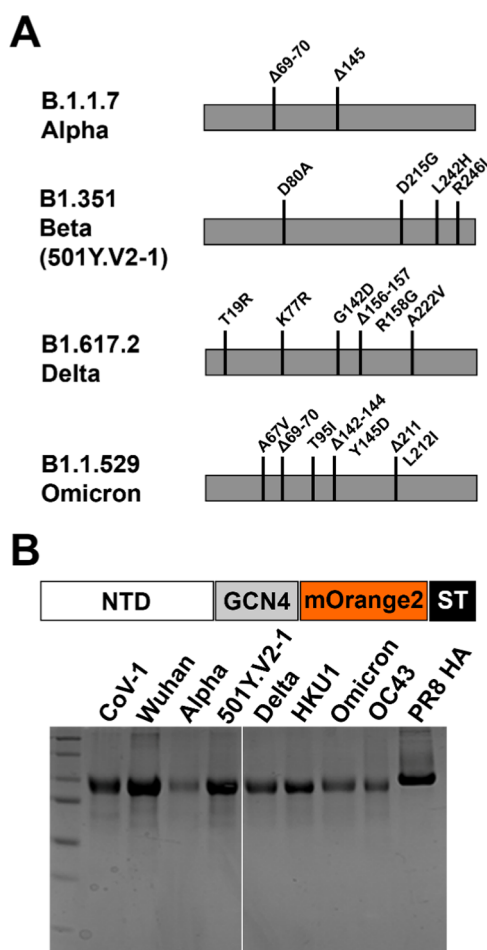 A
B.1.1.7
Alpha
Δ69-70
Δ145
B1.351
Beta
(501Y.V2-1)
D80A
D215G
L242H
R246I
B1.617.2
Delta
T19R
K77R
G142D
Δ156-157
R158G
A222V
B1.1.529
Omicron
A67V
Δ69-70
T95I
Δ142-144
Y145D
Δ211
L212I
B
NTD GCN4 mOrange2 ST
CoV-1
Wuhan
Alpha
501Y.V2-1
Delta
HKU1
Omicron
OC43
PR8 HA